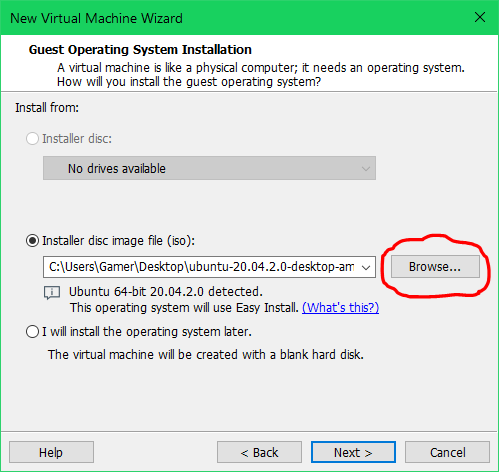 New Virtual Machine Wizard
Guest Operating System Installation
A virtual machine is like a physical computer; it needs an operating system.
How will you install the guest operating system?
Install from:
Installer disc:
No drives available
Installer disc image file (iso):
C:\Users\Gamer\Desktop\ubuntu-20.04.2.0-desktop-am
Browse...
Ubuntu 64-bit 20.04.2.0 detected.
This operating system will use Easy Install. (What's this?)
I will install the operating system later.
The virtual machine will be created with a blank hard disk.
Help
< Back
Next >
Cancel